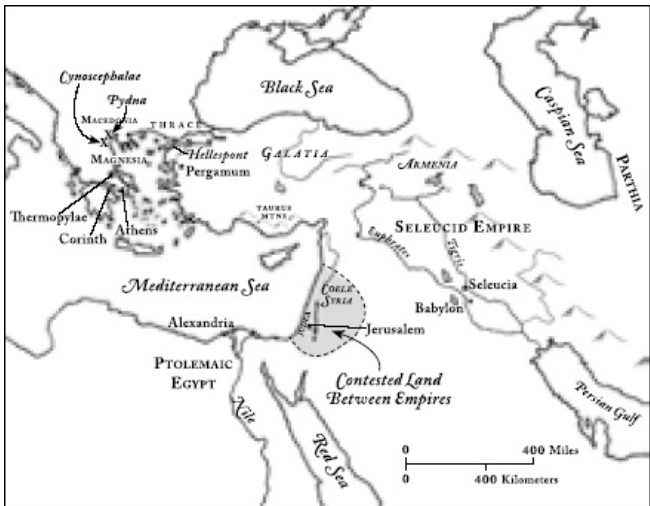 Cynoscephalae
Pydna
MACEDONIA
THRACE
Black Sea
Caspian Sea
PARTHIA
MAGNESIA
Hellespont
Pergamum
GALATIA
ARMENIA
Thermopylae
Corinth
Athens
TAURUS
MTNS
SELEUCID EMPIRE
Euphrates
Tigris
Mediterranean Sea
COELE
SYRIA
Seleucia
Babylon
JUDEA
Jerusalem
Alexandria
PTOLEMAIC
EGYPT
Contested Land
Between Empires
Nile
Red Sea
Persian Gulf
0 400 Miles
0 400 Kilometers
X
X